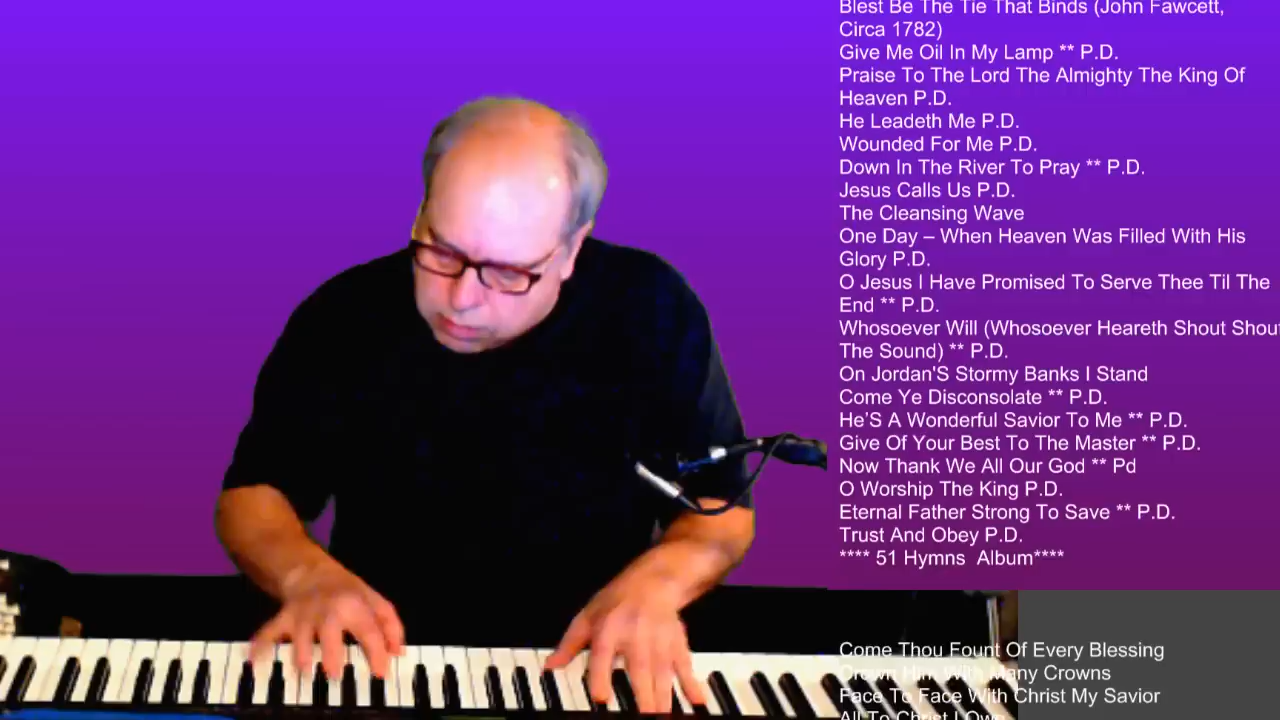 Blest Be The Tie That Binds (John Fawcett,
Circa 1782)
Give Me Oil In My Lamp ** P.D.
Praise To The Lord The Almighty The King Of
Heaven P.D.
He Leadeth Me P.D.
Wounded For Me P.D.
Down In The River To Pray ** P.D.
Jesus Calls Us P.D.
The Cleansing Wave
One Day – When Heaven Was Filled With His
Glory P.D.
O Jesus I Have Promised To Serve Thee Til The
End ** P.D.
Whosoever Will (Whosoever Heareth Shout Shou
The Sound) ** P.D.
On Jordan'S Stormy Banks I Stand
Come Ye Disconsolate ** P.D.
He’S A Wonderful Savior To Me ** P.D.
Give Of Your Best To The Master ** P.D.
Now Thank We All Our God ** Pd
O Worship The King P.D.
Eternal Father Strong To Save ** P.D.
Trust And Obey P.D.
**** 51 Hymns  Album****
Come Thou Fount Of Every Blessing
Crown Him With Many Crowns
Face To Face With Christ My Savior
All To Christ I Owe